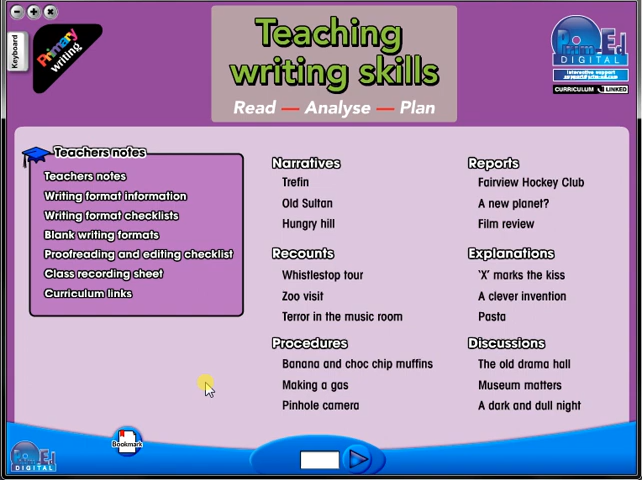 Keyboard
Primary
writing
Teaching
writing skills
Read — Analyse — Plan
Prim-Ed
DIGITAL
CURRICULUM LINKED
Teachers notes
Teachers notes
Writing format information
Writing format checklists
Blank writing formats
Proofreading and editing checklist
Class recording sheet
Curriculum links
Narratives
Trefin
Old Sultan
Hungry hill
Recounts
Whistlestop tour
Zoo visit
Terror in the music room
Procedures
Banana and choc chip muffins
Making a gas
Pinhole camera
Reports
Fairview Hockey Club
A new planet?
Film review
Explanations
'X' marks the kiss
A clever invention
Pasta
Discussions
The old drama hall
Museum matters
A dark and dull night
Bookmark
Prim-Ed
DIGITAL